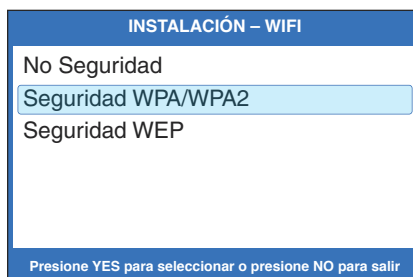 INSTALACIÓN – WIFI
No Seguridad
Seguridad WPA/WPA2
Seguridad WEP
Presione YES para seleccionar o presione NO para salir